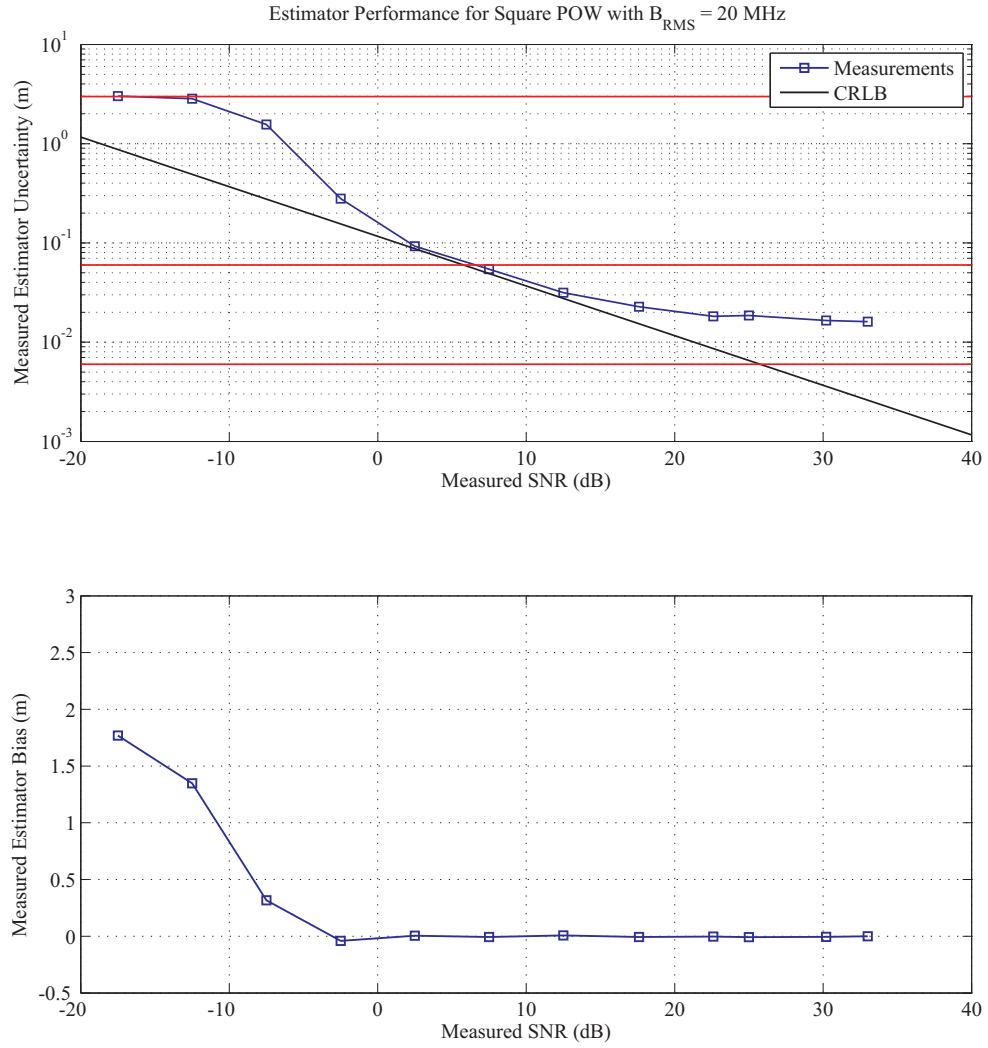 Estimator Performance for Square POW with B_RMS = 20 MHz
Measured Estimator Uncertainty (m)
10^1
10^0
10^-1
10^-2
10^-3
Measurements
CRLB
-20 -10 0 10 20 30 40
Measured SNR (dB)
Measured Estimator Bias (m)
3
2.5
2
1.5
1
0.5
0
-0.5
-20 -10 0 10 20 30 40
Measured SNR (dB)